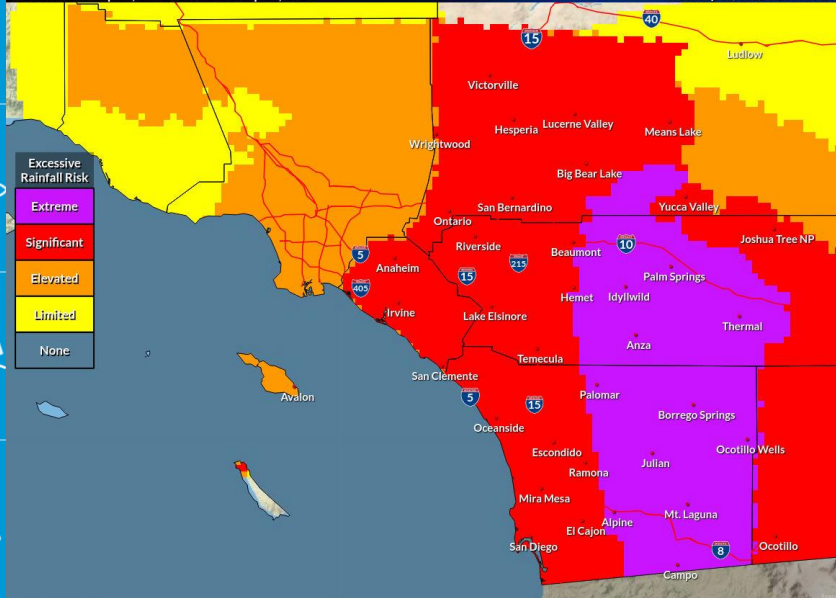 40
15
Ludlow
Victorville
Hesperia
Lucerne Valley
Means Lake
Wrightwood
Big Bear Lake
Excessive
Rainfall Risk
Extreme
Significant
Elevated
Limited
None
San Bernardino
Yucca Valley
Ontario
Riverside
Beaumont
10
Joshua Tree NP
5
Anaheim
15
215
Palm Springs
405
Hemet
Idyllwild
Irvine
Lake Elsinore
Thermal
Anza
Temecula
San Clemente
Avalon
5
15
Palomar
Borrego Springs
Oceanside
Escondido
Ocotillo Wells
Ramona
Julian
Mira Mesa
Mt. Laguna
El Cajon
Alpine
San Diego
8
Ocotillo
Campo